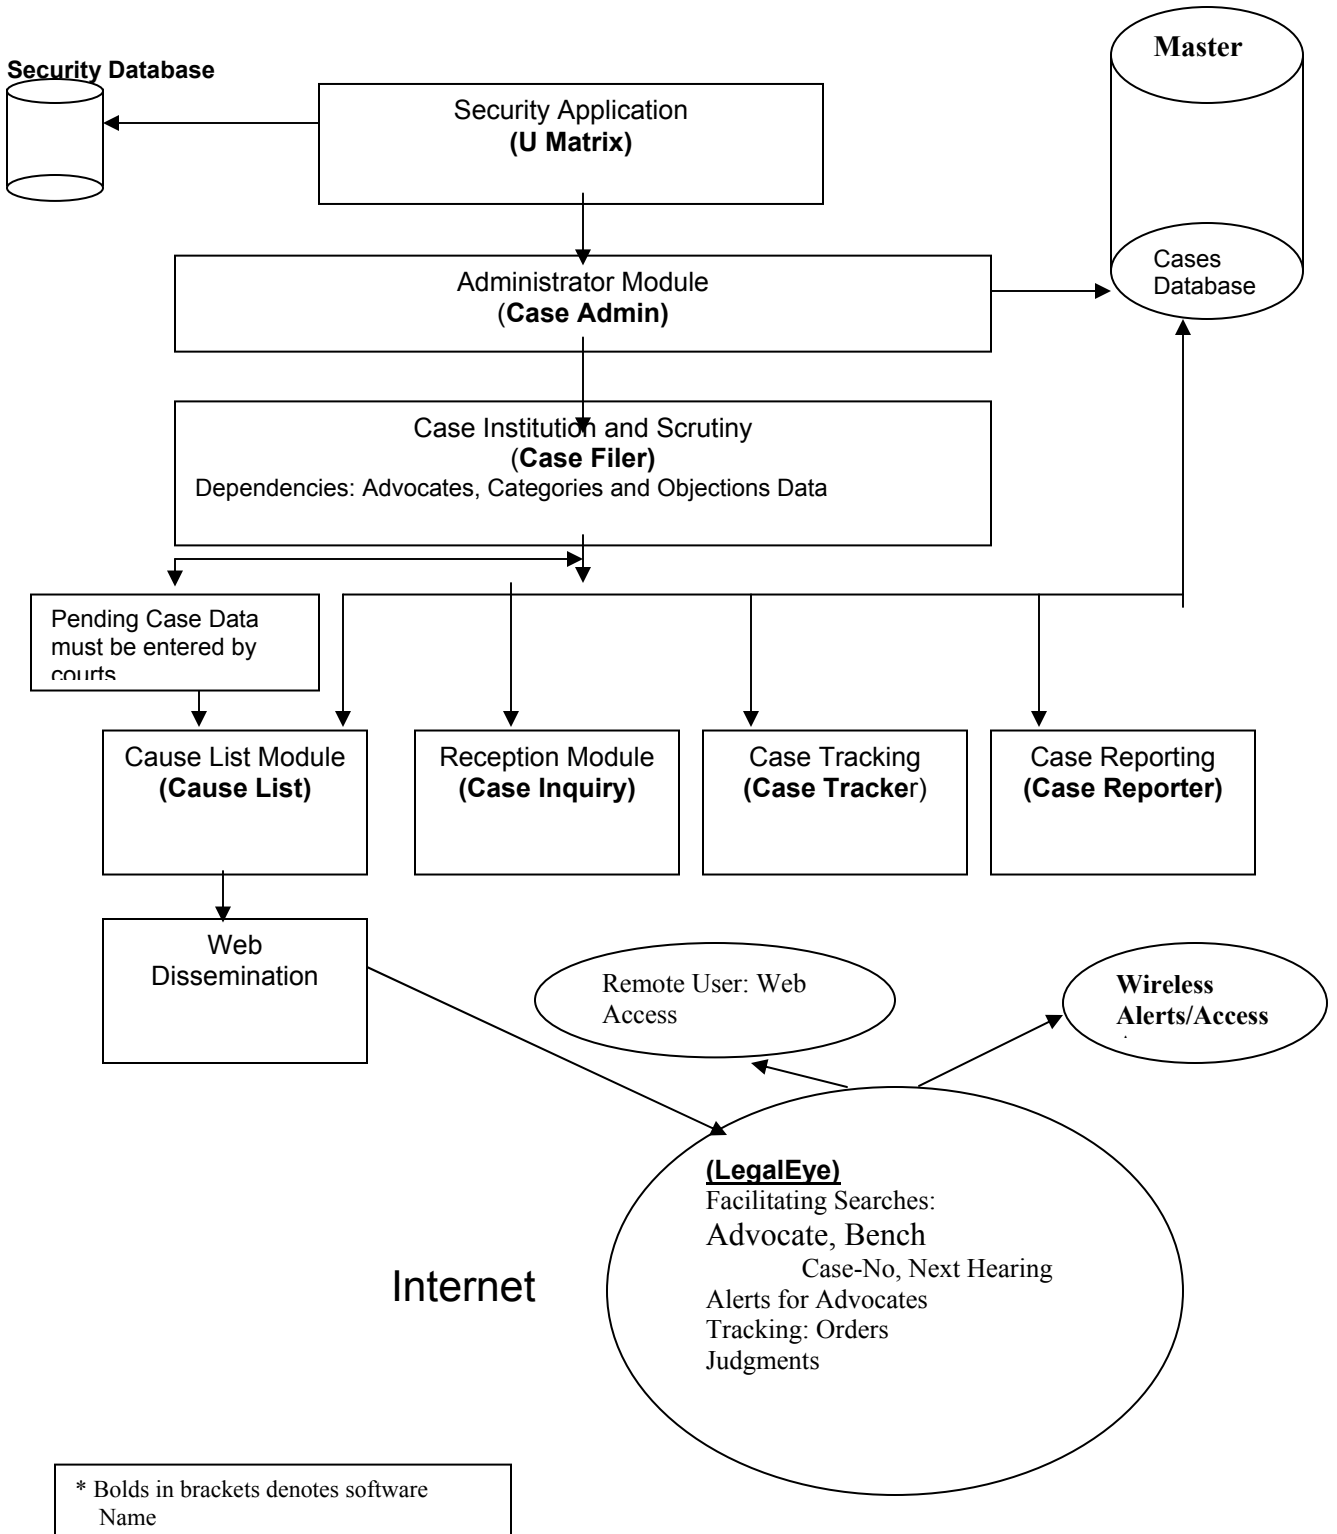 Master
Security Database
Security Application
(U Matrix)
Administrator Module
(Case Admin)
Cases
Database
Case Institution and Scrutiny
(Case Filer)
Dependencies: Advocates, Categories and Objections Data
Pending Case Data
must be entered by
courts
Cause List Module
(Cause List)
Reception Module
(Case Inquiry)
Case Tracking
(Case Tracker)
Case Reporting
(Case Reporter)
Web
Dissemination
Remote User: Web
Access
Wireless
Alerts/Access
(LegalEye)
Facilitating Searches:
Advocate, Bench
Case-No, Next Hearing
Alerts for Advocates
Tracking: Orders
Judgments
Internet
* Bolds in brackets denotes software
Name